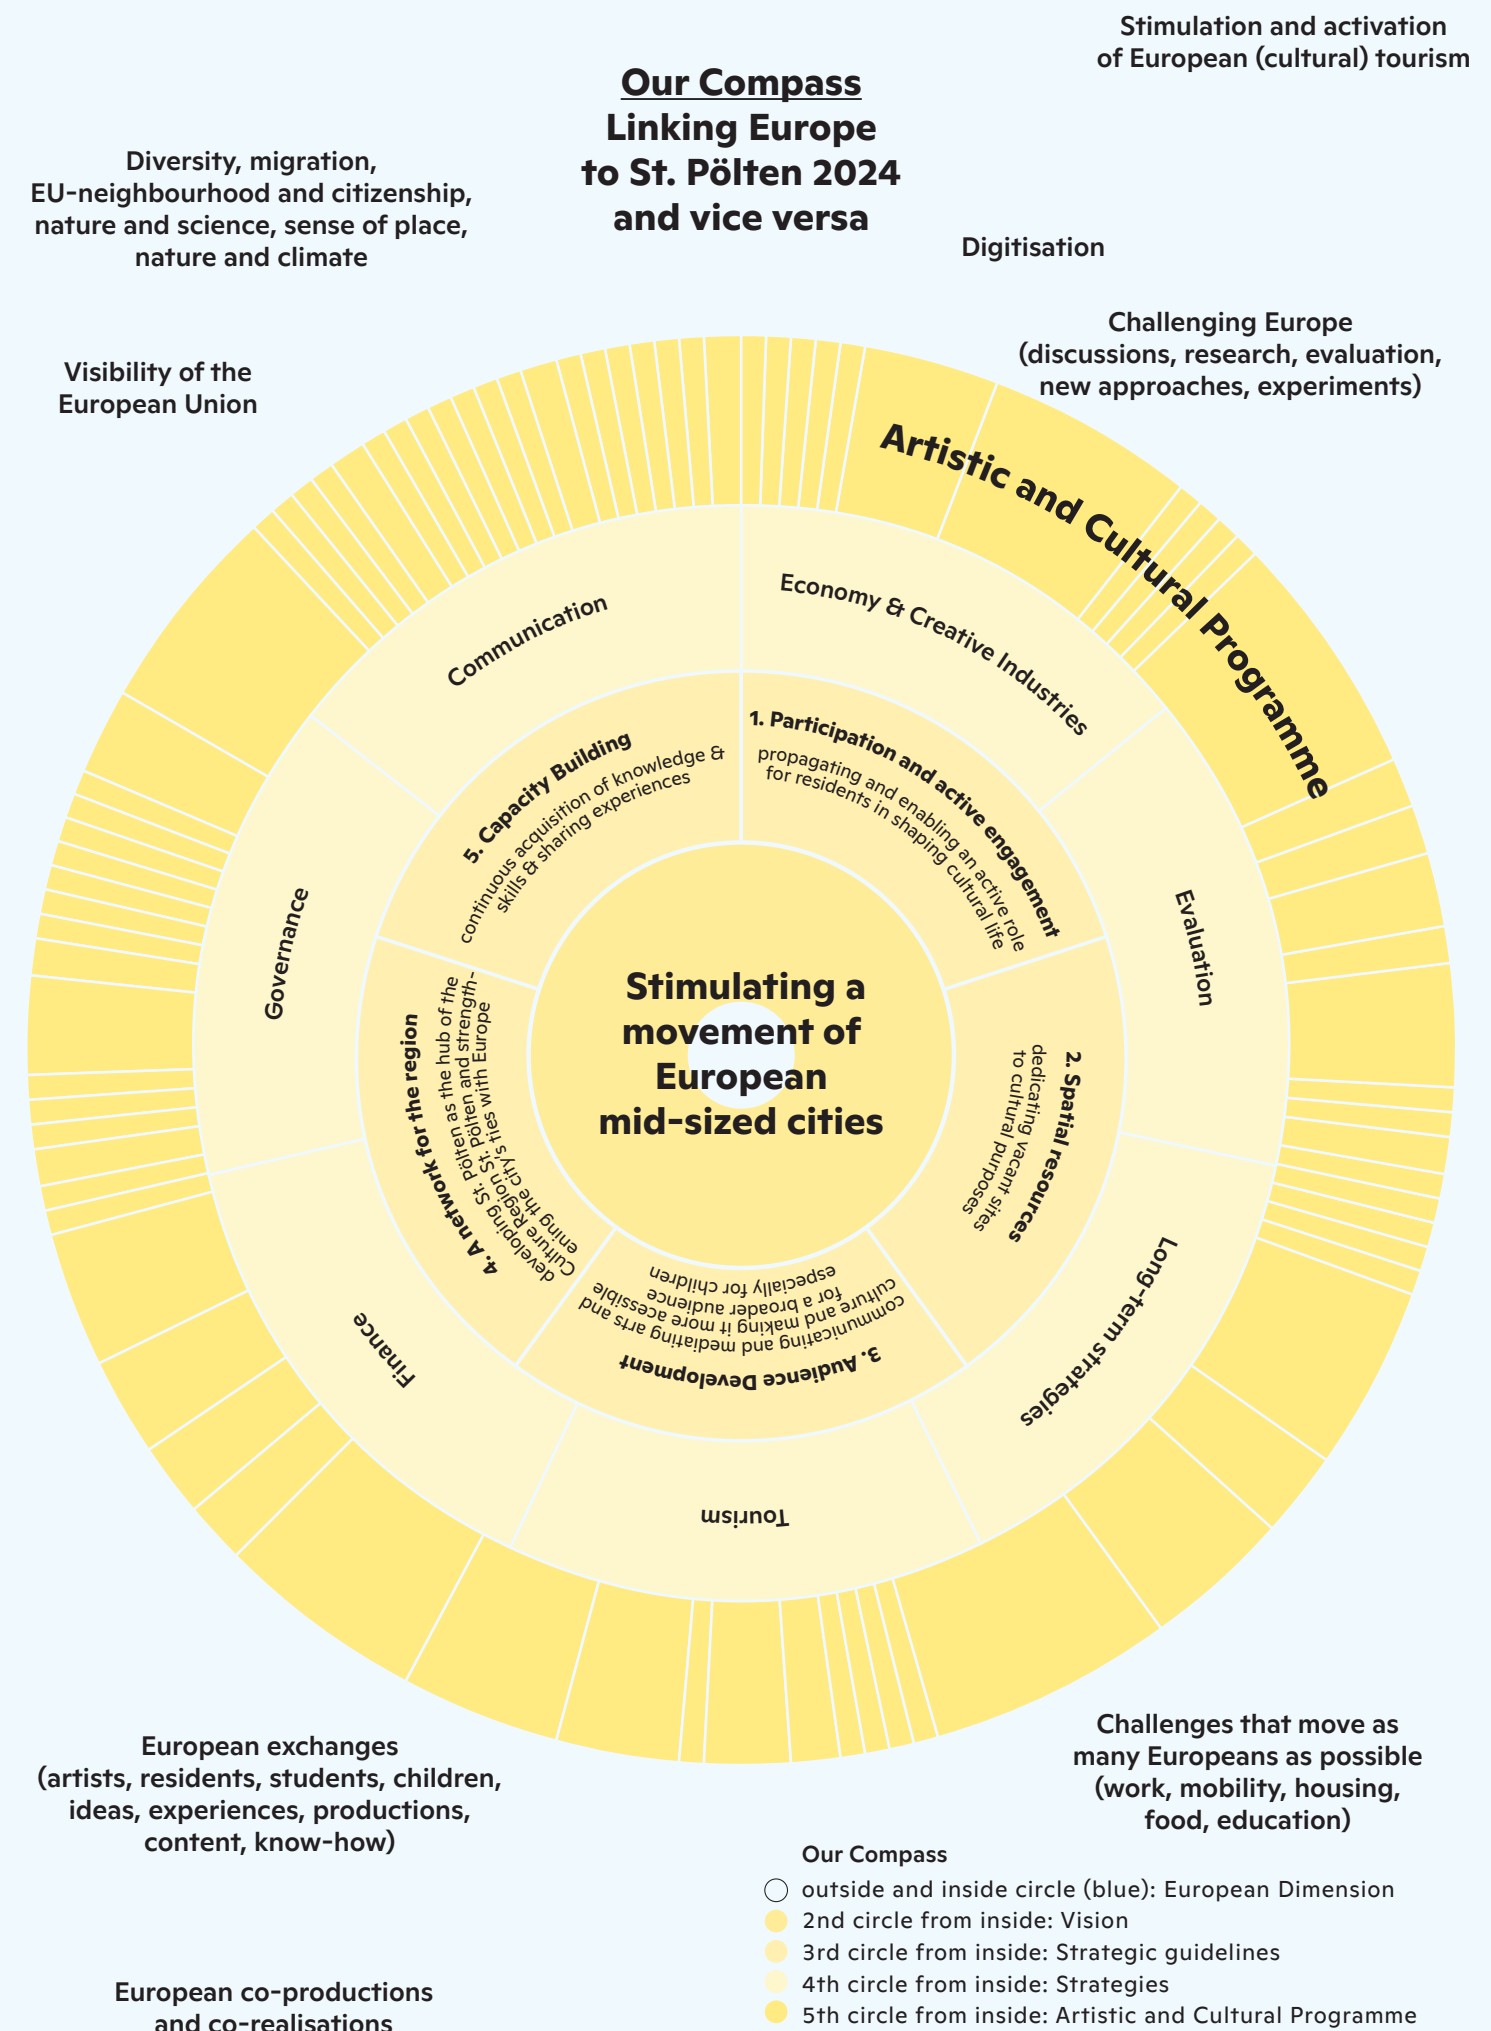 Stimulation and activation
of European (cultural) tourism
Our Compass
Linking Europe
to St. Pölten 2024
and vice versa
Diversity, migration,
EU-neighbourhood and citizenship,
nature and science, sense of place,
nature and climate
Digitisation
Challenging Europe
(discussions, research, evaluation,
new approaches, experiments)
Visibility of the
European Union
Artistic and Cultural Programme
Economy & Creative Industries
Evaluation
Long-term strategies
Tourism
Finance
Governance
Communication
1. Participation and active engagement
propagating and enabling an active role
for residents in shaping cultural life
2. Spatial resources
dedicating vacant sites
to cultural purposes
3. Audience Development
communicating and mediating arts and
culture and making it more acessible
for a broader audience
especially for children
4. A network for the region
developing St. Pölten as the hub of the
Culture Region St. Pölten and strength-
ening the city's ties with Europe
5. Capacity Building
continuous acquisition of knowledge &
skills & sharing experiences
Stimulating a
movement of
European
mid-sized cities
European exchanges
(artists, residents, students, children,
ideas, experiences, productions,
content, know-how)
Challenges that move as
many Europeans as possible
(work, mobility, housing,
food, education)
Our Compass
outside and inside circle (blue): European Dimension
2nd circle from inside: Vision
3rd circle from inside: Strategic guidelines
4th circle from inside: Strategies
5th circle from inside: Artistic and Cultural Programme
European co-productions
and co-realisations